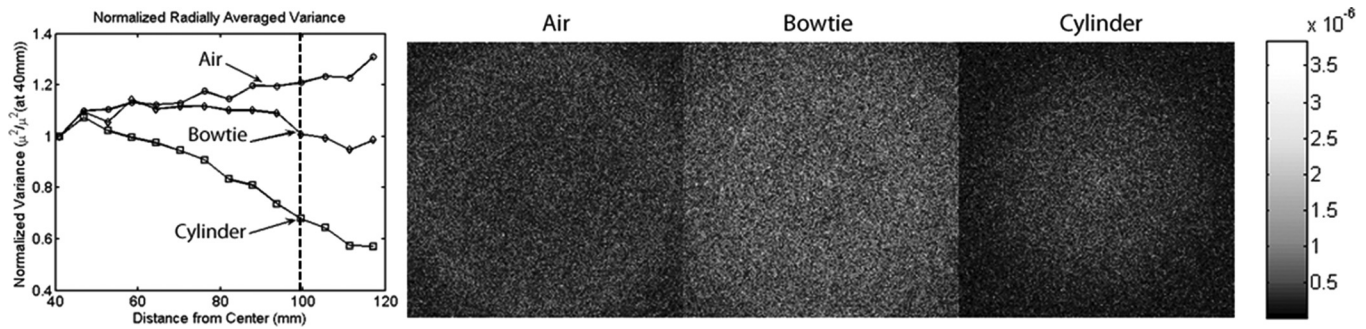 Normalized Radially Averaged Variance
Normalized Variance (μ²/μ²(at 40mm))
1.4
1.2
1
0.8
0.6
0.4
Air
Bowtie
Cylinder
40
60
80
100
120
Distance from Center (mm)
Air
Bowtie
Cylinder
x 10⁻⁶
3.5
3
2.5
2
1.5
1
0.5